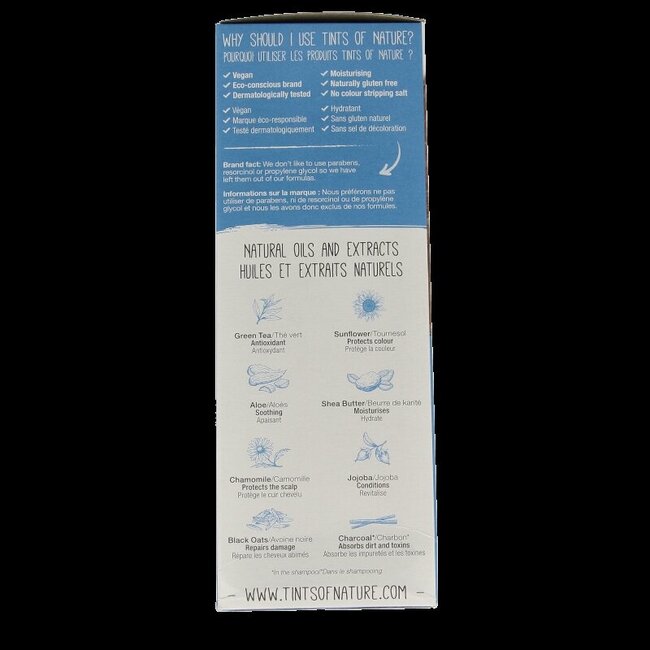 WHY SHOULD I USE TINTS OF NATURE?
POURQUOI UTILISER LES PRODUITS TINTS OF NATURE ?
✓ Vegan
✓ Eco-conscious brand
✓ Dermatologically tested
✓ Moisturising
✓ Naturally gluten free
✓ No colour stripping salt
✓ Végan
✓ Marque éco-responsible
✓ Testé dermatologiquement
✓ Hydratant
✓ Sans gluten naturel
✓ Sans sel de décoloration
Brand fact: We don't like to use parabens,
resorcinol or propylene glycol so we have
left them out of our formulas.
Informations sur la marque : Nous préférons ne pas
utiliser de parabens, ni de resorcinol ou de propylène
glycol et nous les avons donc exclus de nos formules.
NATURAL OILS AND EXTRACTS
HUILES ET EXTRAITS NATURELS
Green Tea/Thé vert
Antioxidant
Antioxydant
Sunflower/Tournesol
Protects colour
Protège la couleur
Aloe/Aloès
Soothing
Apaisant
Shea Butter/Beurre de karité
Moisturises
Hydrate
Chamomile/Camomille
Protects the scalp
Protège le cuir chevelu
Jojoba/Jojoba
Conditions
Revitalise
Black Oats/Avoine noire
Repairs damage
Répare les cheveux abîmés
Charcoal*/Charbon*
Absorbs dirt and toxins
Absorbe les impuretés et les toxines
*In the shampoo/*Dans le shampooing
- WWW.TINTSOFNATURE.COM -